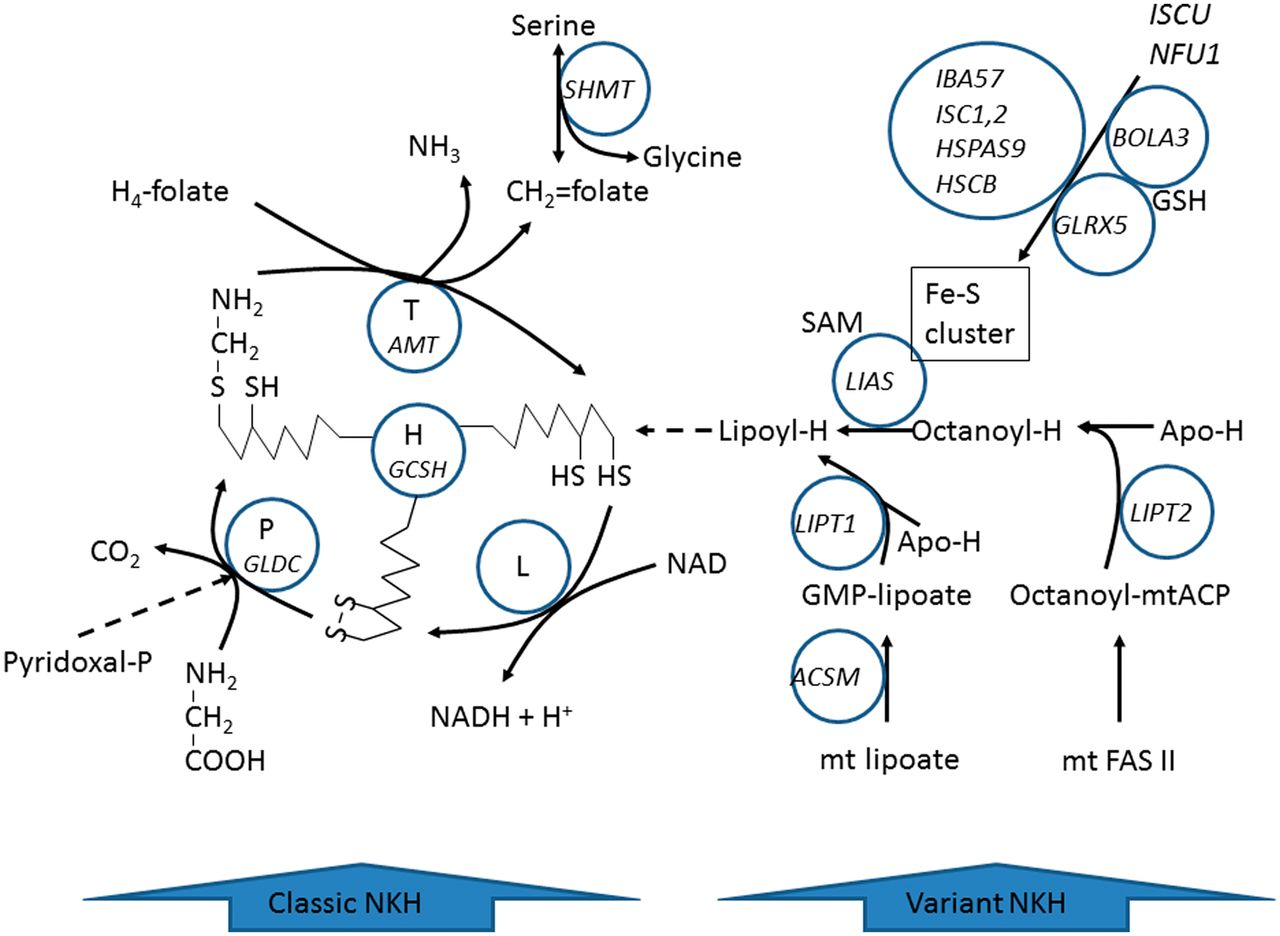 Serine
SHMT
Glycine
CH₂=folate
NH₃
H₄-folate
NH₂
CH₂
S SH
T
AMT
H
GCSH
HS HS
P
GLDC
CO₂
Pyridoxal-P
NH₂
CH₂
COOH
S
S
L
NAD
NADH + H⁺
ISCU
NFU1
IBA57
ISC1,2
HSPAS9
HSCB
BOLA3
GSH
GLRX5
Fe-S
cluster
SAM
LIAS
Lipoyl-H
Octanoyl-H
Apo-H
LIPT1
Apo-H
LIPT2
GMP-lipoate
Octanoyl-mtACP
ACSM
mt lipoate
mt FAS II
Classic NKH
Variant NKH